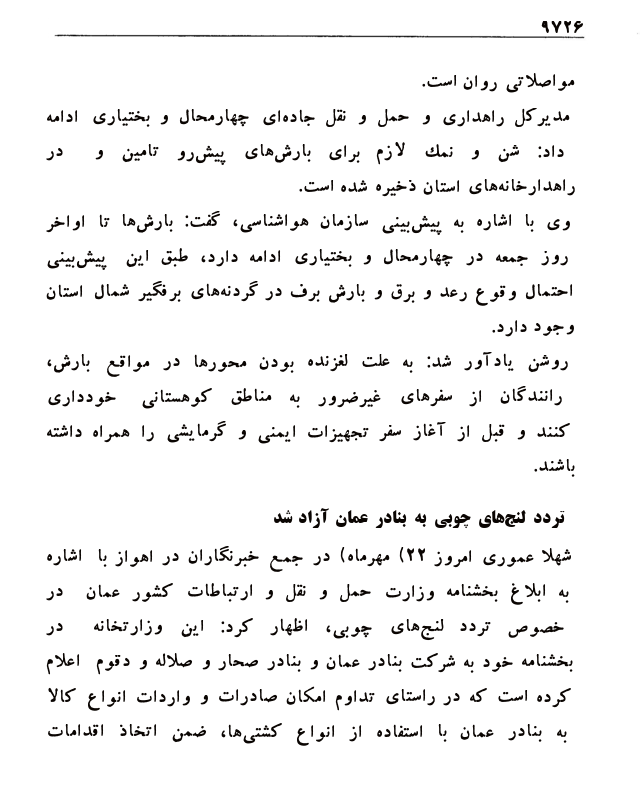 ۹۷۲۶
مواصلاتی روان است.
مدیرکل راهداری و حمل و نقل جاده‌ای چهارمحال و بختیاری ادامه
داد: شن و نمك لازم برای بارش‌های پیش‌رو تامین و در
راهدارخانه‌های استان ذخیره شده است.
وی با اشاره به پیش‌بینی سازمان هواشناسی، گفت: بارش‌ها تا اواخر
روز جمعه در چهارمحال و بختیاری ادامه دارد، طبق این پیش‌بینی
احتمال وقوع رعد و برق و بارش برف در گردنه‌های برفگیر شمال استان
وجود دارد.
روشن یادآور شد: به علت لغزنده بودن محورها در مواقع بارش،
رانندگان از سفرهای غیرضرور به مناطق کوهستانی خودداری
کنند و قبل از آغاز سفر تجهیزات ایمنی و گرمایشی را همراه داشته
باشند.
تردد لنج‌های چوبی به بنادر عمان آزاد شد
شهلا عموری امروز ۲۲) مهرماه) در جمع خبرنگاران در اهواز با اشاره
به ابلاغ بخشنامه وزارت حمل و نقل و ارتباطات کشور عمان در
خصوص تردد لنج‌های چوبی، اظهار کرد: این وزارتخانه در
بخشنامه خود به شرکت بنادر عمان و بنادر صحار و صلاله و دقوم اعلام
کرده است که در راستای تداوم امکان صادرات و واردات انواع کالا
به بنادر عمان با استفاده از انواع کشتی‌ها، ضمن اتخاذ اقدامات